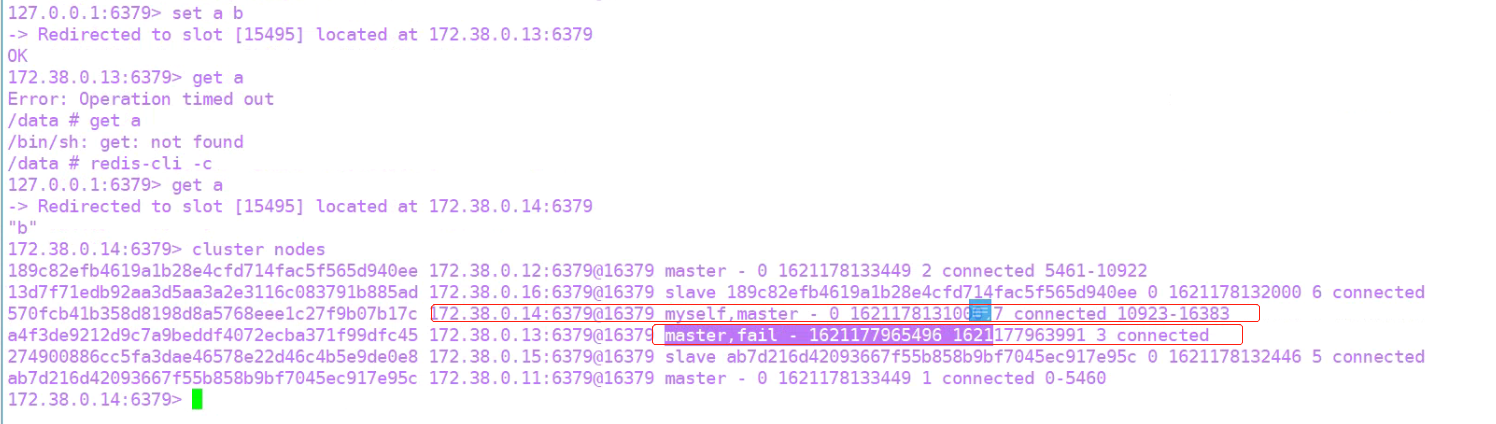 127.0.0.1:6379> set a b
-> Redirected to slot [15495] located at 172.38.0.13:6379
OK
172.38.0.13:6379> get a
Error: Operation timed out
/data # get a
/bin/sh: get: not found
/data # redis-cli -c
127.0.0.1:6379> get a
-> Redirected to slot [15495] located at 172.38.0.14:6379
"b"
172.38.0.14:6379> cluster nodes
189c82efb4619a1b28e4cfd714fac5f565d940ee 172.38.0.12:6379@16379 master - 0 1621178133449 2 connected 5461-10922
13d7f71edb92aa3d5aa3a2e3116c083791b885ad 172.38.0.16:6379@16379 slave 189c82efb4619a1b28e4cfd714fac5f565d940ee 0 1621178132000 6 connected
570fcb41b358d8198d8a5768eee1c27f9b07b17c 172.38.0.14:6379@16379 myself,master - 0 7 connected 10923-16383
a4f3de9212d9c7a9beddf4072ecba371f99dfc45 172.38.0.13:6379@16379 master,fail - 1621177965496 1621177963991 3 connected
274900886cc5fa3dae46578e22d46c4b5e9de0e8 172.38.0.15:6379@16379 slave ab7d216d42093667f55b858b9bf7045ec917e95c 0 1621178132446 5 connected
ab7d216d42093667f55b858b9bf7045ec917e95c 172.38.0.11:6379@16379 master - 0 1621178133449 1 connected 0-5460
172.38.0.14:6379>